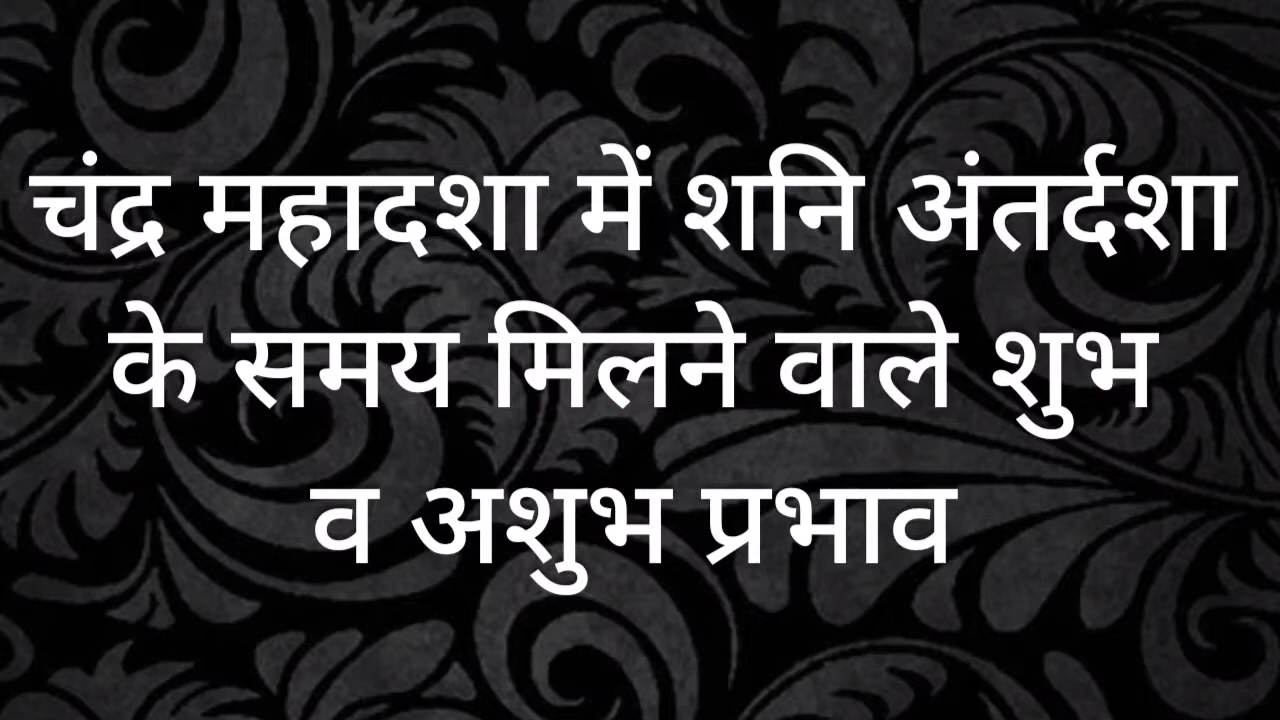 चंद्र महादशा में शनि अंतर्दशा
के समय मिलने वाले शुभ
व अशुभ प्रभाव